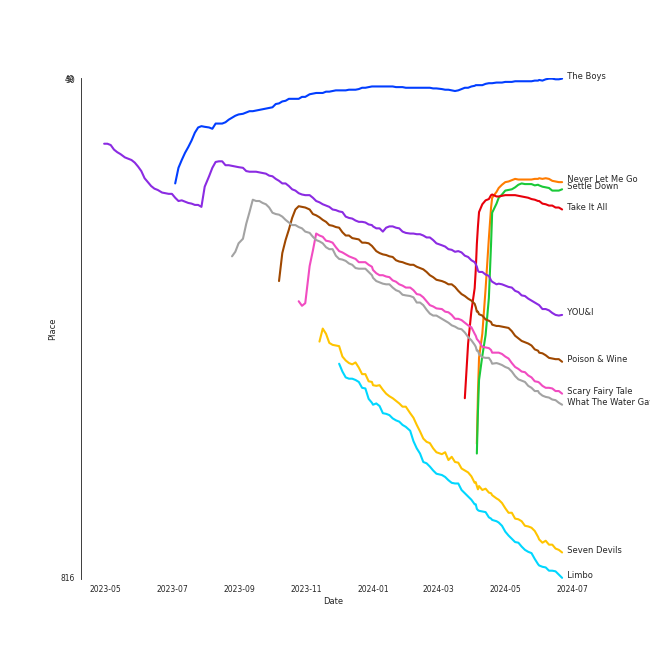 The Boys
Never Let Me Go
Settle Down
Take It All
YOU&I
Place
Poison & Wine
Scary Fairy Tale
What The Water Ga
Seven Devils
816
Limbo
2023-05
2023-07
2023-09
2023-11
2024-01
2024-03
2024-05
2024-07
Date